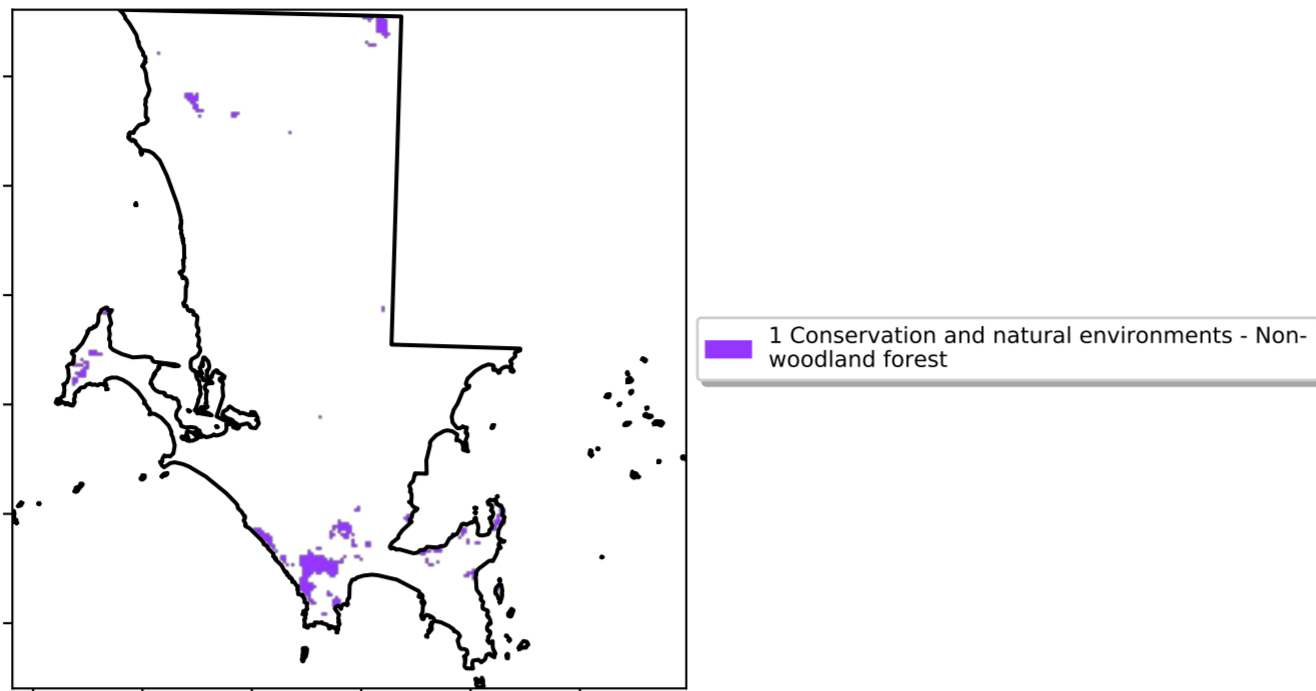 1 Conservation and natural environments - Non-
woodland forest